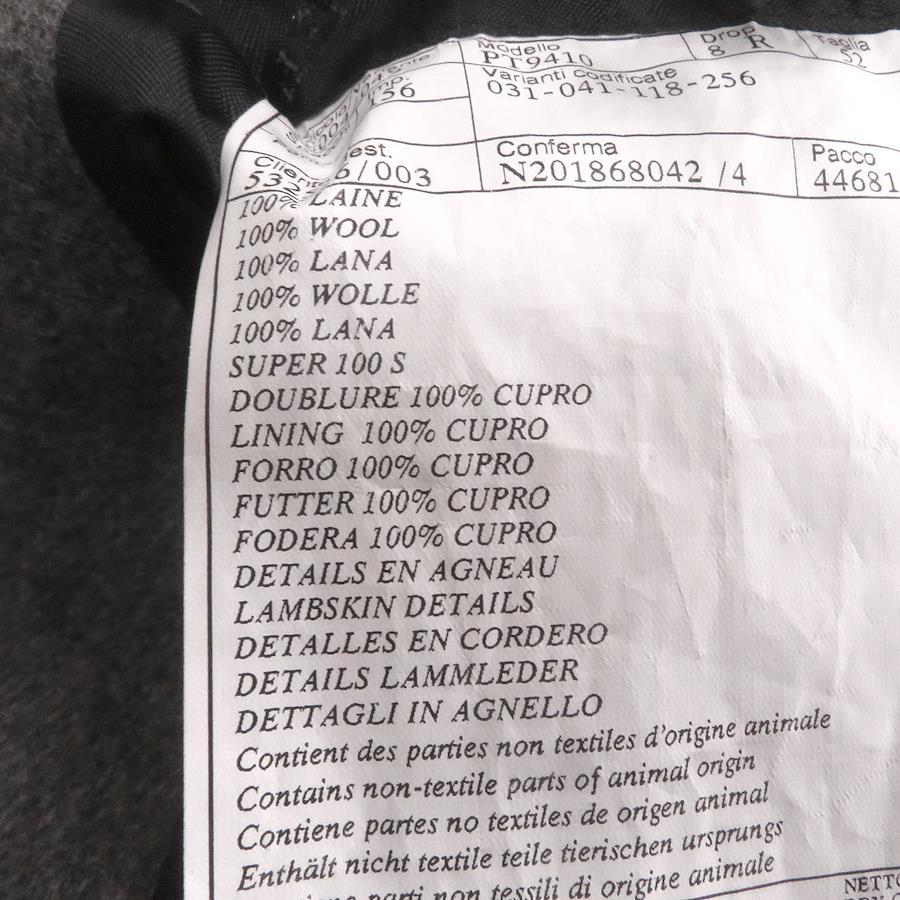 Modello
PT9410
Drop
8 R
Taglia
52
156
Varianti codificate
031-041-118-256
est.
6/003
Conferma
N201868042 /4
Pacco
44681
100% LAINE
100% WOOL
100% LANA
100% WOLLE
100% LANA
SUPER 100 S
DOUBLURE 100% CUPRO
LINING 100% CUPRO
FORRO 100% CUPRO
FUTTER 100% CUPRO
FODERA 100% CUPRO
DETAILS EN AGNEAU
LAMBSKIN DETAILS
DETALLES EN CORDERO
DETAILS LAMMLEDER
DETTAGLI IN AGNELLO
Contient des parties non textiles d'origine animale
Contains non-textile parts of animal origin
Contiene partes no textiles de origen animal
Enthält nicht textile teile tierischen ursprungs
parti non tessili di origine animale